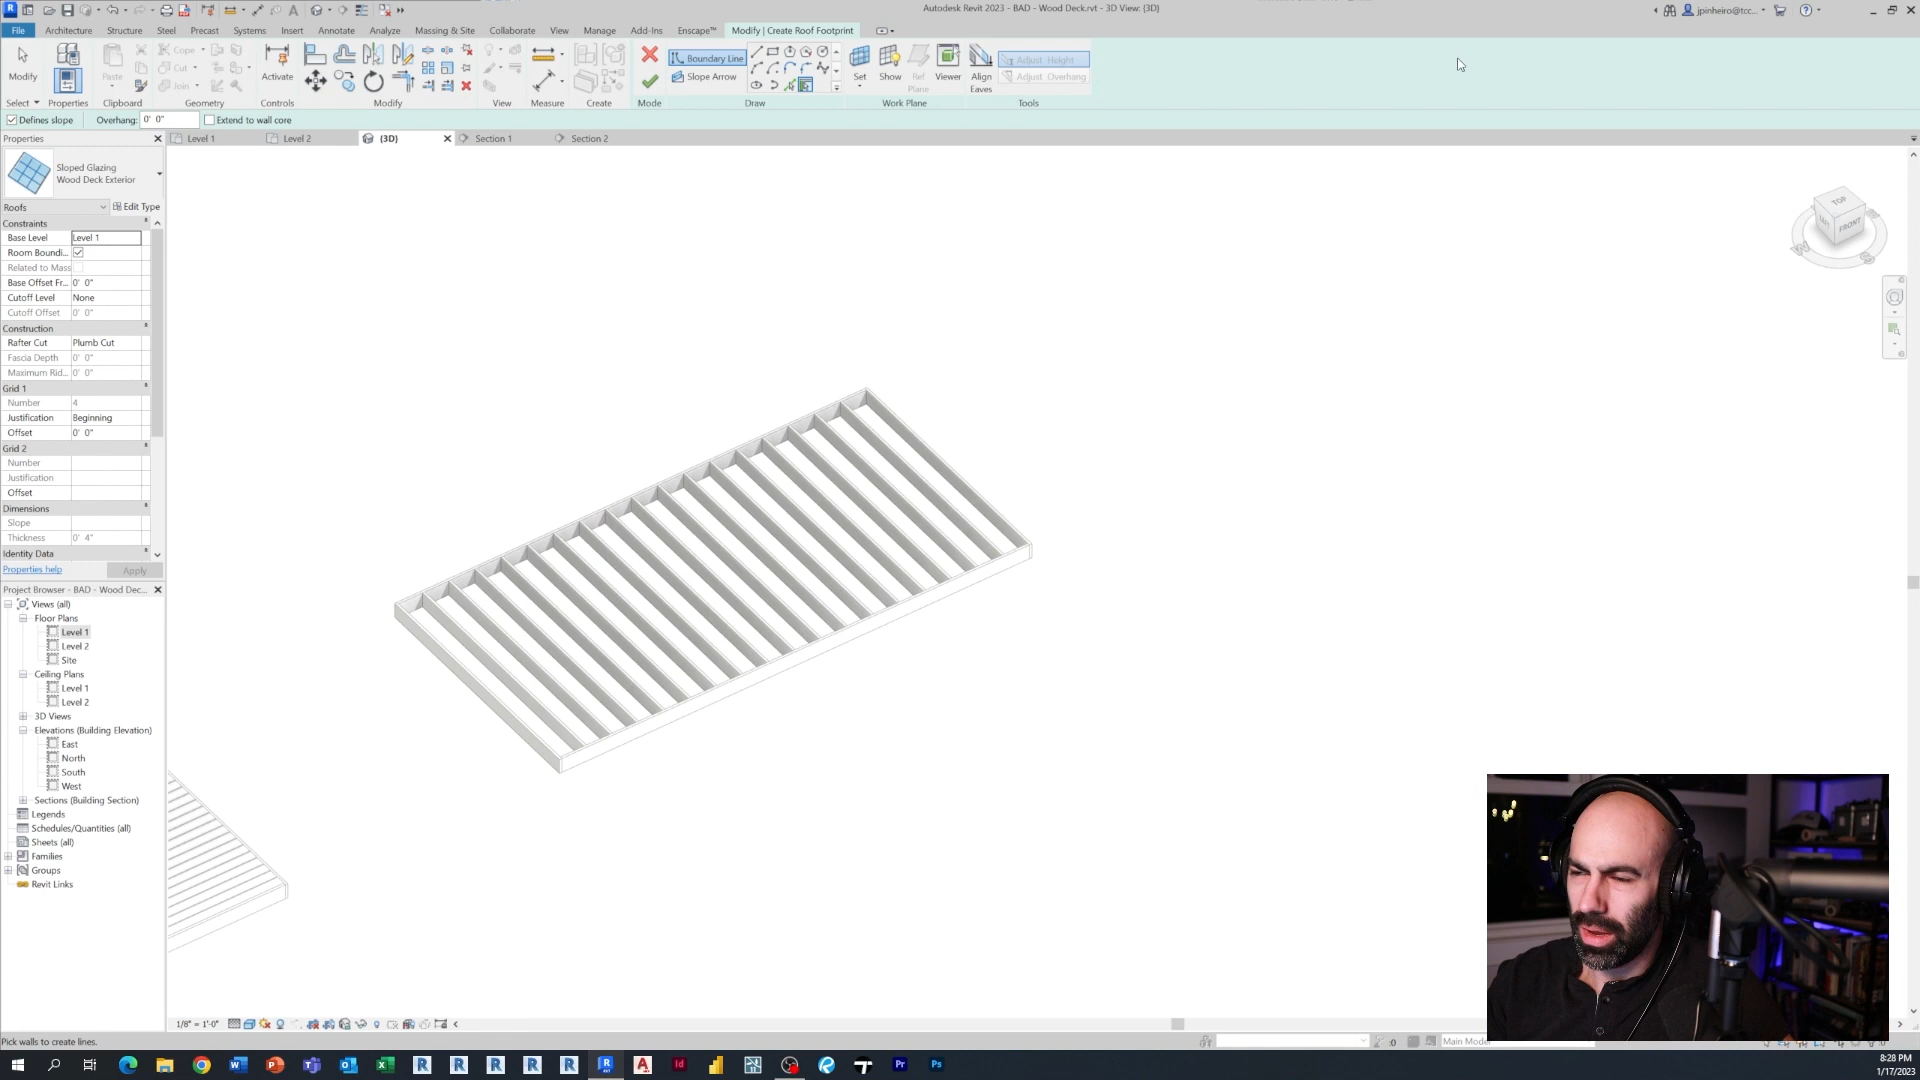 Autodesk Revit 2023 - BAD - Wood Deck.rvt - 3D View: {3D}
jpinheiro@tcc...
File Architecture Structure Steel Precast Systems Insert Annotate Analyze Massing & Site Collaborate View Manage Add-Ins Enscape™ Modify | Create Roof Footprint
Cope
Boundary Line
Adjust Height
Modify Paste Cut Activate Slope Arrow Set Show Ref Plane Viewer Align Eaves Adjust Overhang
Join
Select Properties Clipboard Geometry Controls Modify View Measure Create Mode Draw Work Plane Tools
Defines slope Overhang: 0' 0" Extend to wall core
Properties
Level 1 Level 2 {3D} Section 1 Section 2
Sloped Glazing
Wood Deck Exterior
Roofs Edit Type
Constraints
Base Level Level 1
Room Boundi...
Related to Mass
Base Offset Fr... 0' 0"
Cutoff Level None
Cutoff Offset 0' 0"
Construction
Rafter Cut Plumb Cut
Fascia Depth 0' 0"
Maximum Rid... 0' 0"
Grid 1
Number 4
Justification Beginning
Offset 0' 0"
Grid 2
Number
Justification
Offset
Dimensions
Slope
Thickness 0' 4"
Identity Data
Properties help Apply
Project Browser - BAD - Wood Dec...
Views (all)
Floor Plans
Level 1
Level 2
Site
Ceiling Plans
Level 1
Level 2
3D Views
Elevations (Building Elevation)
East
North
South
West
Sections (Building Section)
Legends
Schedules/Quantities (all)
Sheets (all)
Families
Groups
Revit Links
TOP
FRONT
W
S
1/8" = 1'-0"
Pick walls to create lines.
:0
Main Model
8:28 PM
1/17/2023